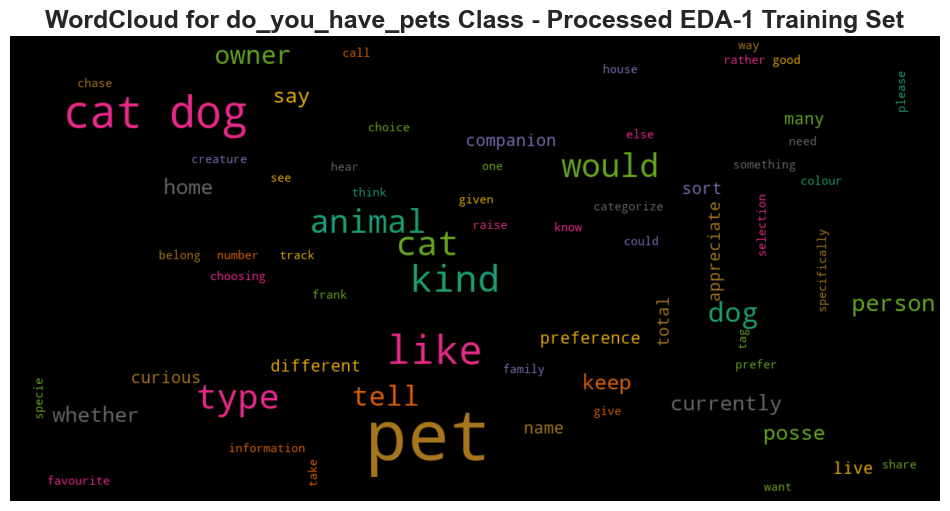 WordCloud for do_you_have_pets Class - Processed EDA-1 Training Set
owner
call
way
rather
good
house
chase
please
say
cat dog
many
choice
else
companion
need
creature
hear
one
would
something
see
colour
home
think
sort
given
categorize
animal
selection
appreciate
raise
know
cat
could
specifically
belong
number
track
choosing
kind
frank
person
dog
total
tag
preference
like
different
prefer
family
curious
keep
specie
type
tell
currently
whether
give
name
pet
posse
information
live
share
take
favourite
want